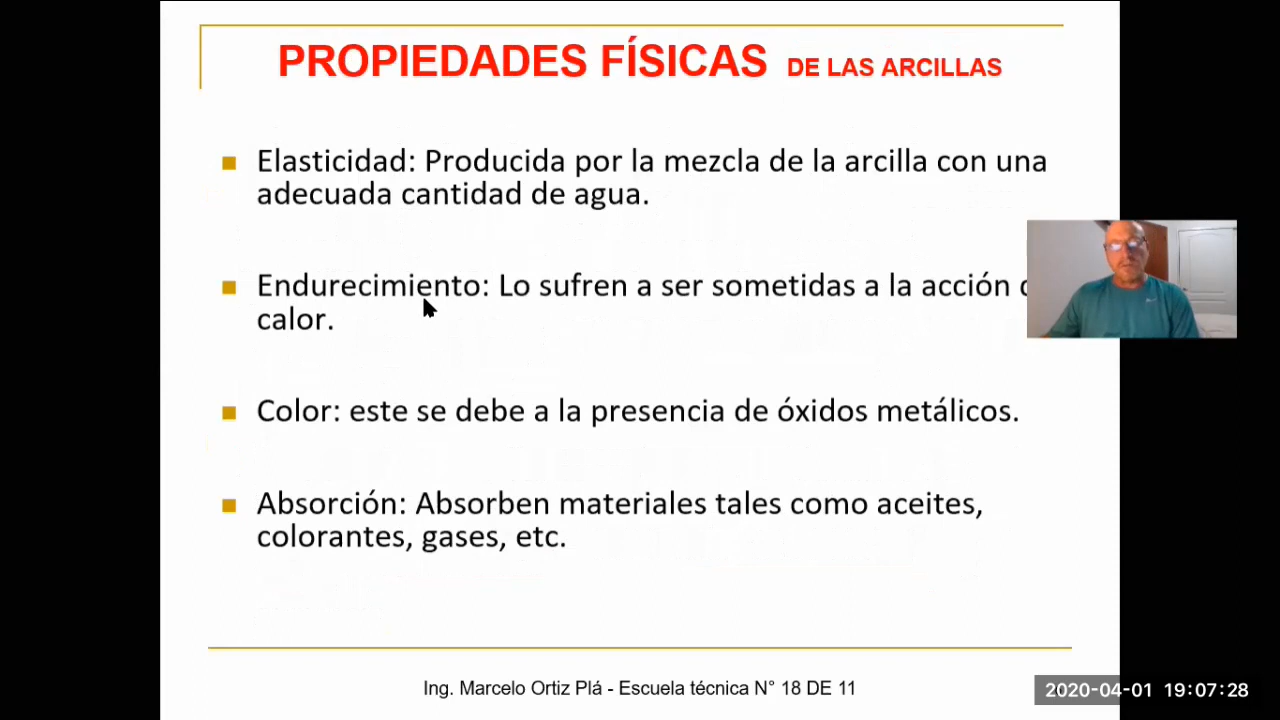 PROPIEDADES FÍSICAS DE LAS ARCILLAS
Elasticidad: Producida por la mezcla de la arcilla con una
adecuada cantidad de agua.
Endurecimiento: Lo sufren a ser sometidas a la acción
calor.
Color: este se debe a la presencia de óxidos metálicos.
Absorción: Absorben materiales tales como aceites,
colorantes, gases, etc.
Ing. Marcelo Ortiz Plá - Escuela técnica N° 18 DE 11
2020-04-01 19:07:28